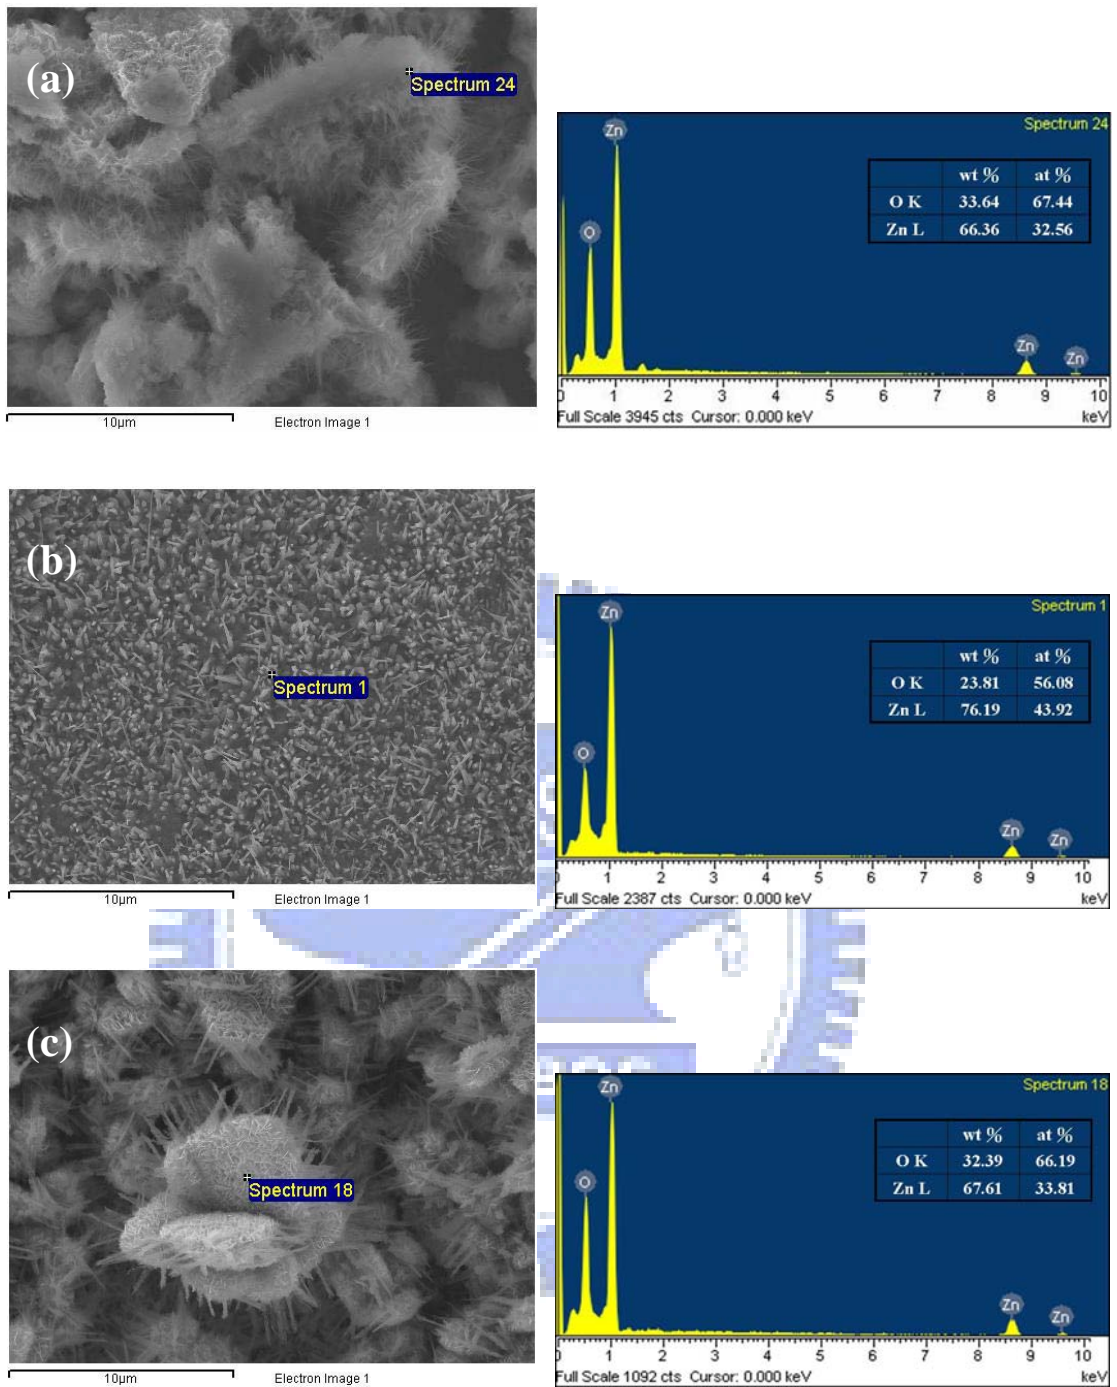 (a)
Spectrum 24
10μm Electron Image 1
Spectrum 24
Zn
wt % at %
O K 33.64 67.44
Zn L 66.36 32.56
O
Zn
Zn
0 1 2 3 4 5 6 7 8 9 10
Full Scale 3945 cts Cursor: 0.000 keV keV
(b)
Spectrum 1
10μm Electron Image 1
Spectrum 1
Zn
wt % at %
O K 23.81 56.08
Zn L 76.19 43.92
O
Zn
Zn
0 1 2 3 4 5 6 7 8 9 10
Full Scale 2387 cts Cursor: 0.000 keV keV
(c)
Spectrum 18
10μm Electron Image 1
Spectrum 18
Zn
wt % at %
O K 32.39 66.19
Zn L 67.61 33.81
O
Zn
Zn
0 1 2 3 4 5 6 7 8 9 10
Full Scale 1092 cts Cursor: 0.000 keV keV